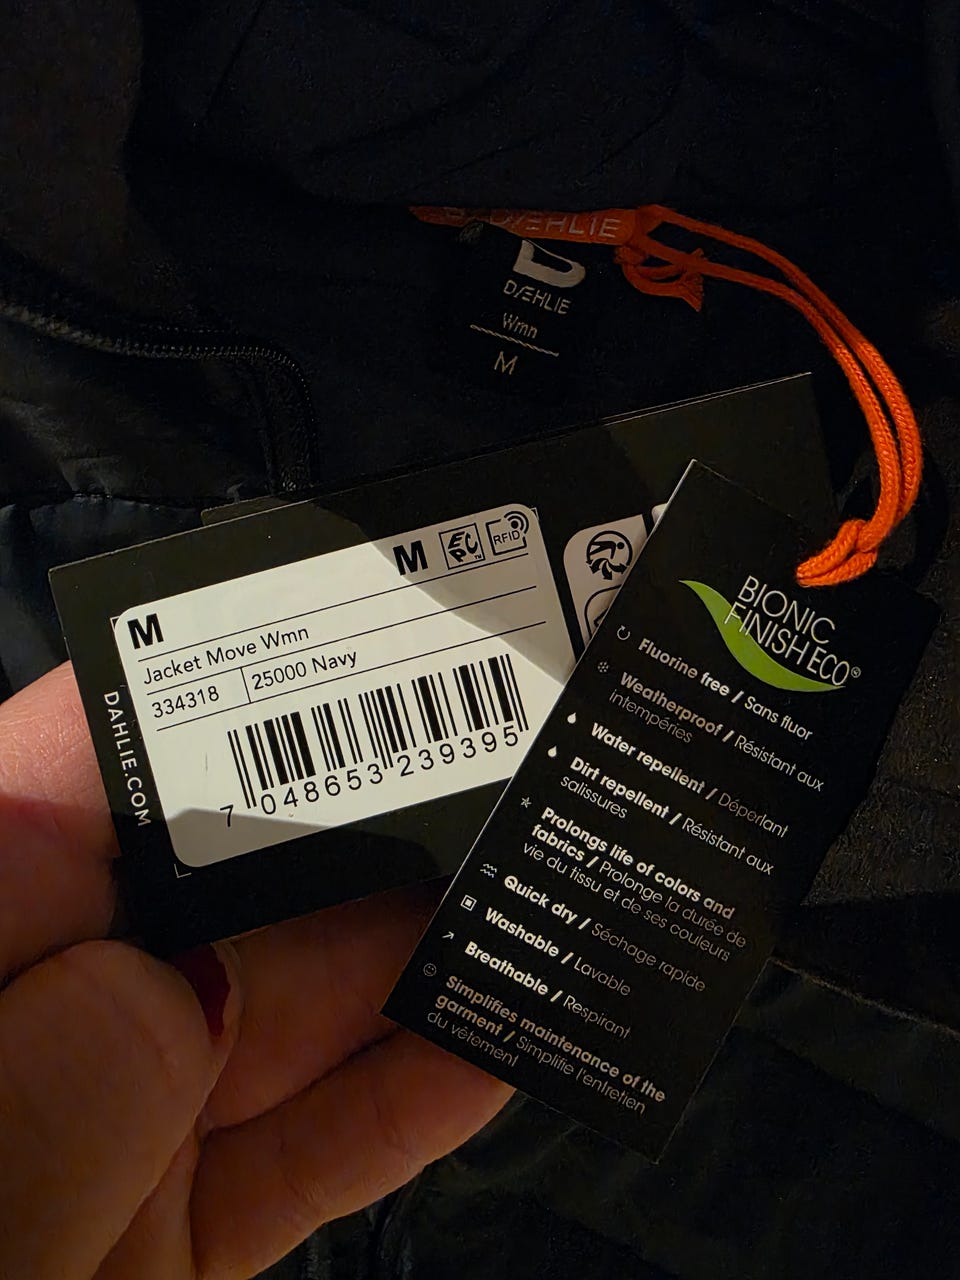 DÆHLIE
DÆHLIE
Wmn
M
M
EPC™
RFID
M
Jacket Move Wmn
334318
25000 Navy
7 048653 239395
DAHLIE.COM
BIONIC
FINISH ECO®
Fluorine free / Sans fluor
Weatherproof / Résistant aux
intempéries
Water repellent / Déperlant
Dirt repellent / Résistant aux
salissures
Prolongs life of colors and
fabrics / Prolonge la durée de
vie du tissu et de ses couleurs
Quick dry / Séchage rapide
Washable / Lavable
Breathable / Respirant
Simplifies maintenance of the
garment / Simplifie l'entretien
du vêtement